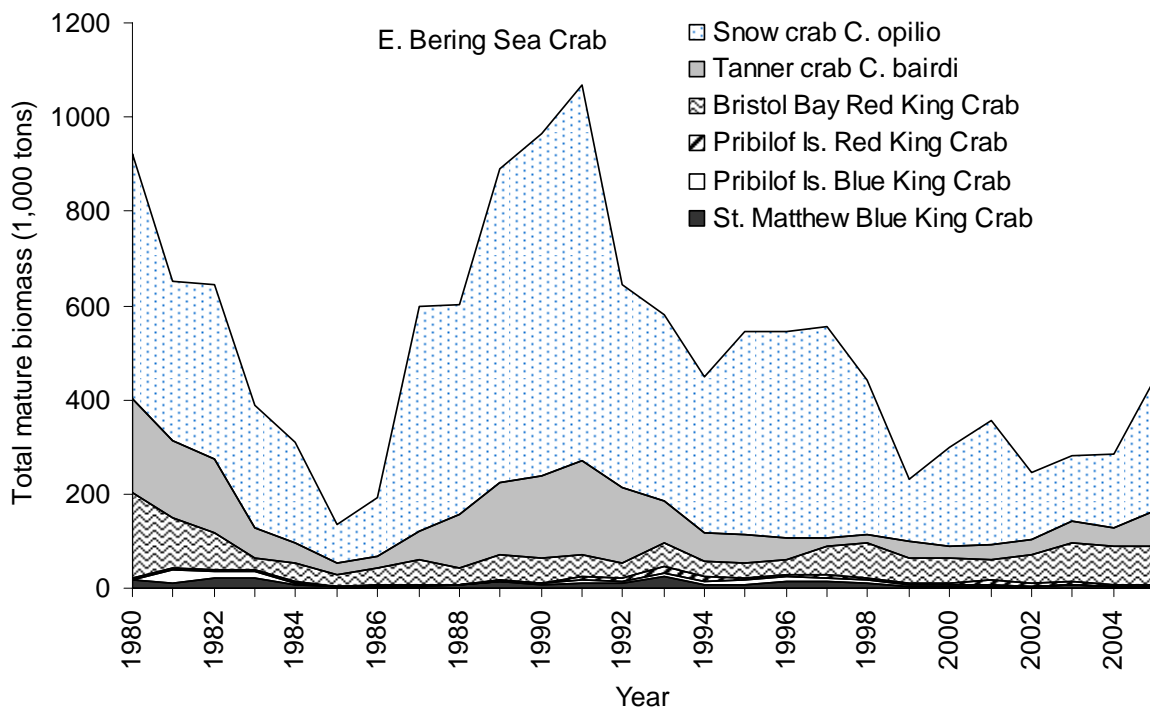 E. Bering Sea Crab
Snow crab C. opilio
Tanner crab C. bairdi
Bristol Bay Red King Crab
Pribilof Is. Red King Crab
Pribilof Is. Blue King Crab
St. Matthew Blue King Crab
Total mature biomass (1,000 tons)
1200
1000
800
600
400
200
0
1980
1982
1984
1986
1988
1990
1992
1994
1996
1998
2000
2002
2004
Year